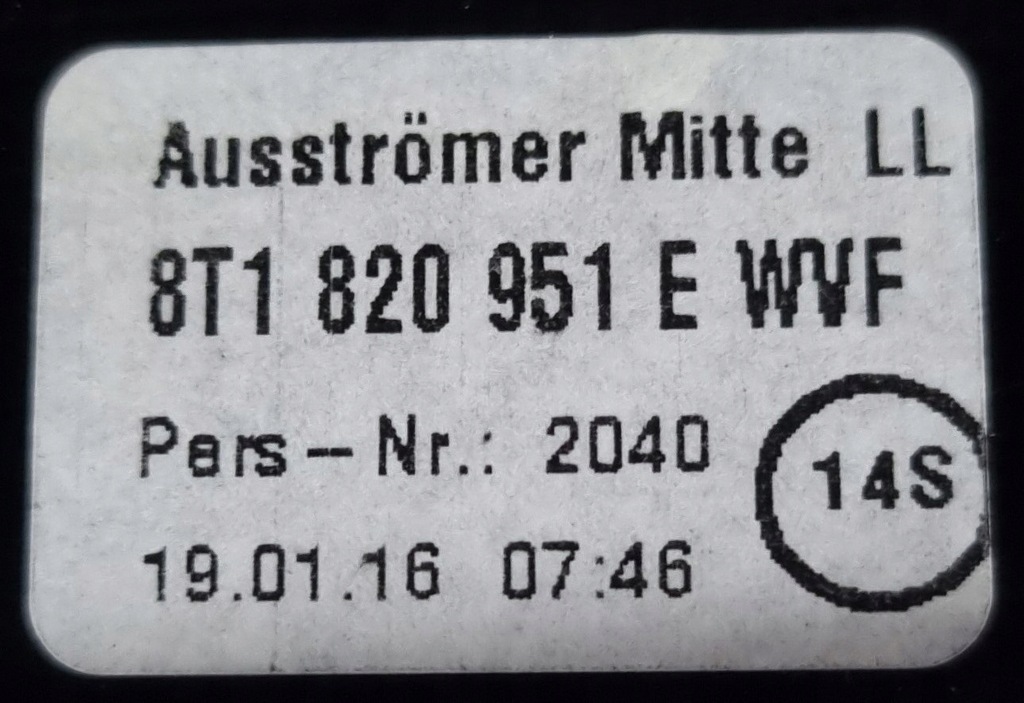 Ausströmer Mitte LL
8T1 820 951 E WVF
Pers-Nr.: 2040
14S
19.01.16 07:46